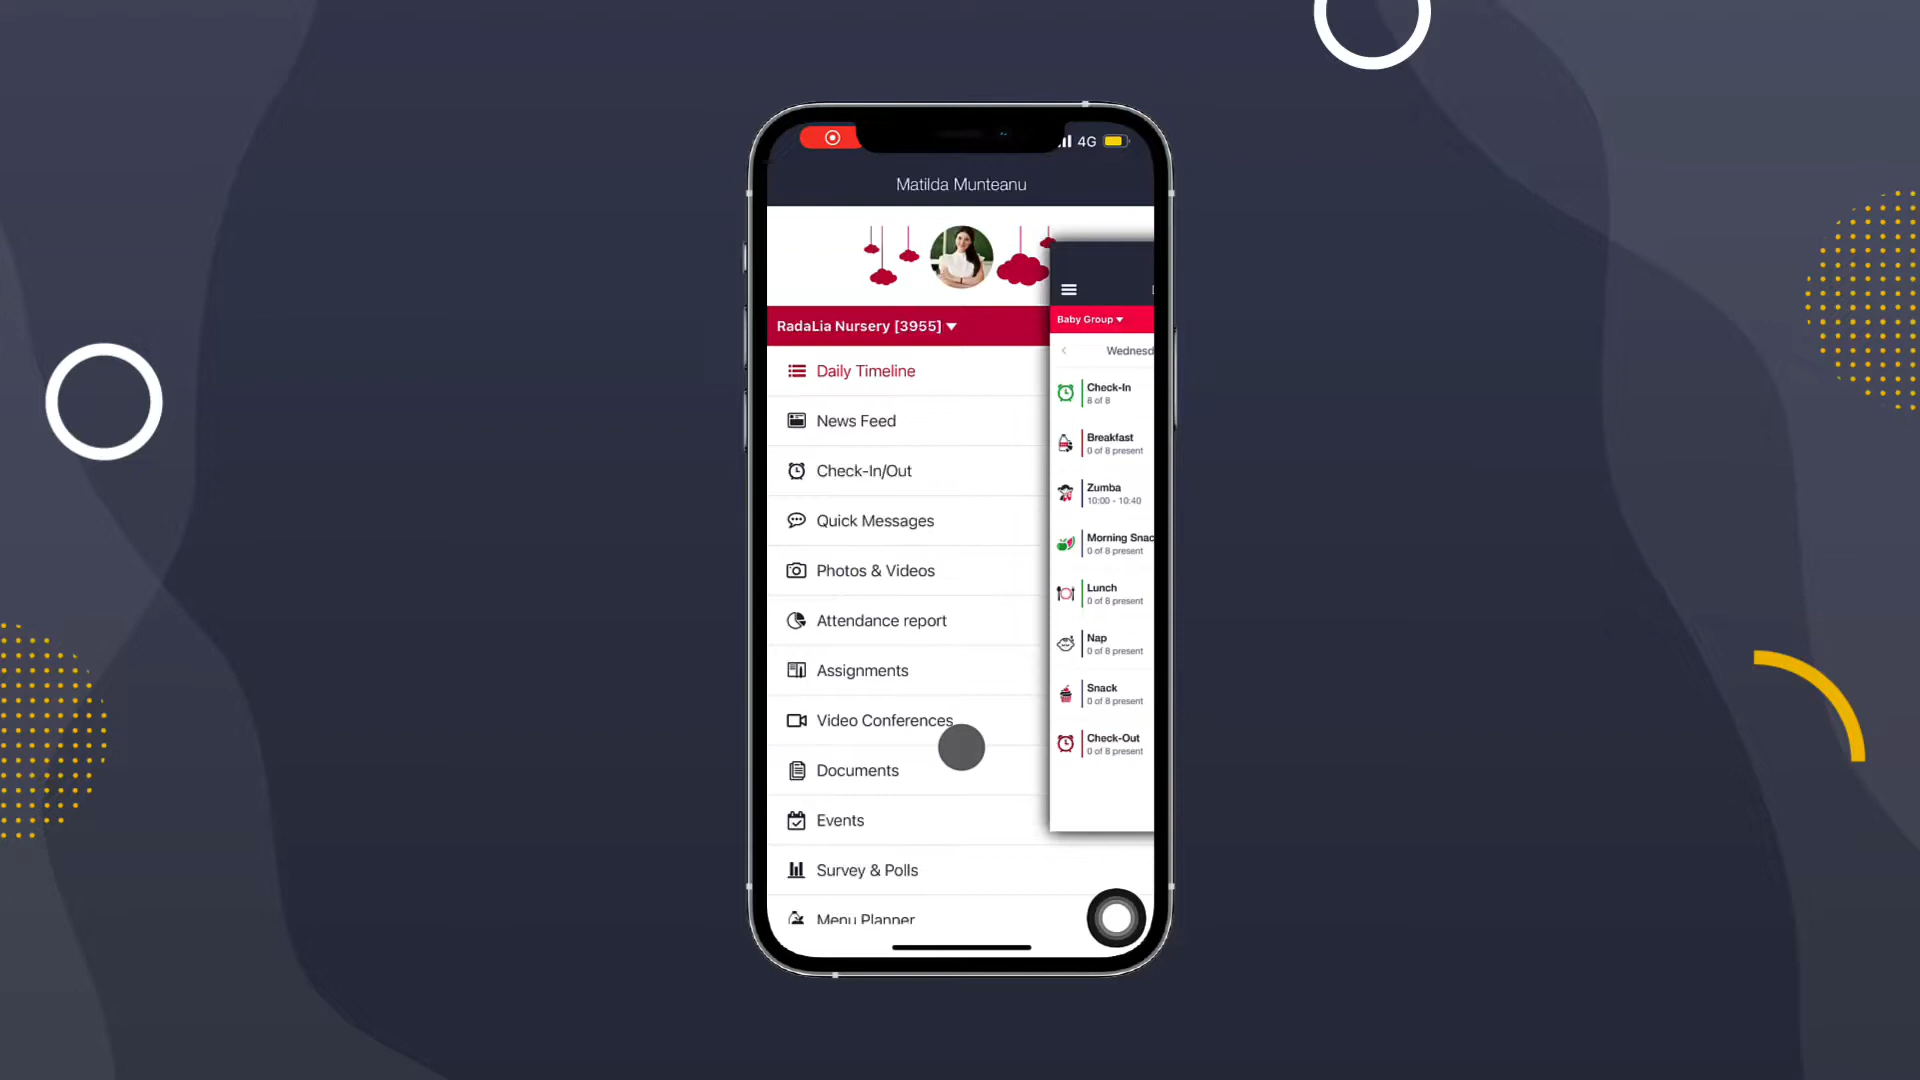 4G
Matilda Munteanu
RadaLia Nursery [3955]
Daily Timeline
News Feed
Check-In/Out
Quick Messages
Photos & Videos
Attendance report
Assignments
Video Conferences
Documents
Events
Survey & Polls
Menu Planner
Baby Group
Wednesd
Check-In
8 of 8
Breakfast
0 of 8 present
Zumba
10:00 - 10:40
Morning Snac
0 of 8 present
Lunch
0 of 8 present
Nap
0 of 8 present
Snack
0 of 8 present
Check-Out
0 of 8 present